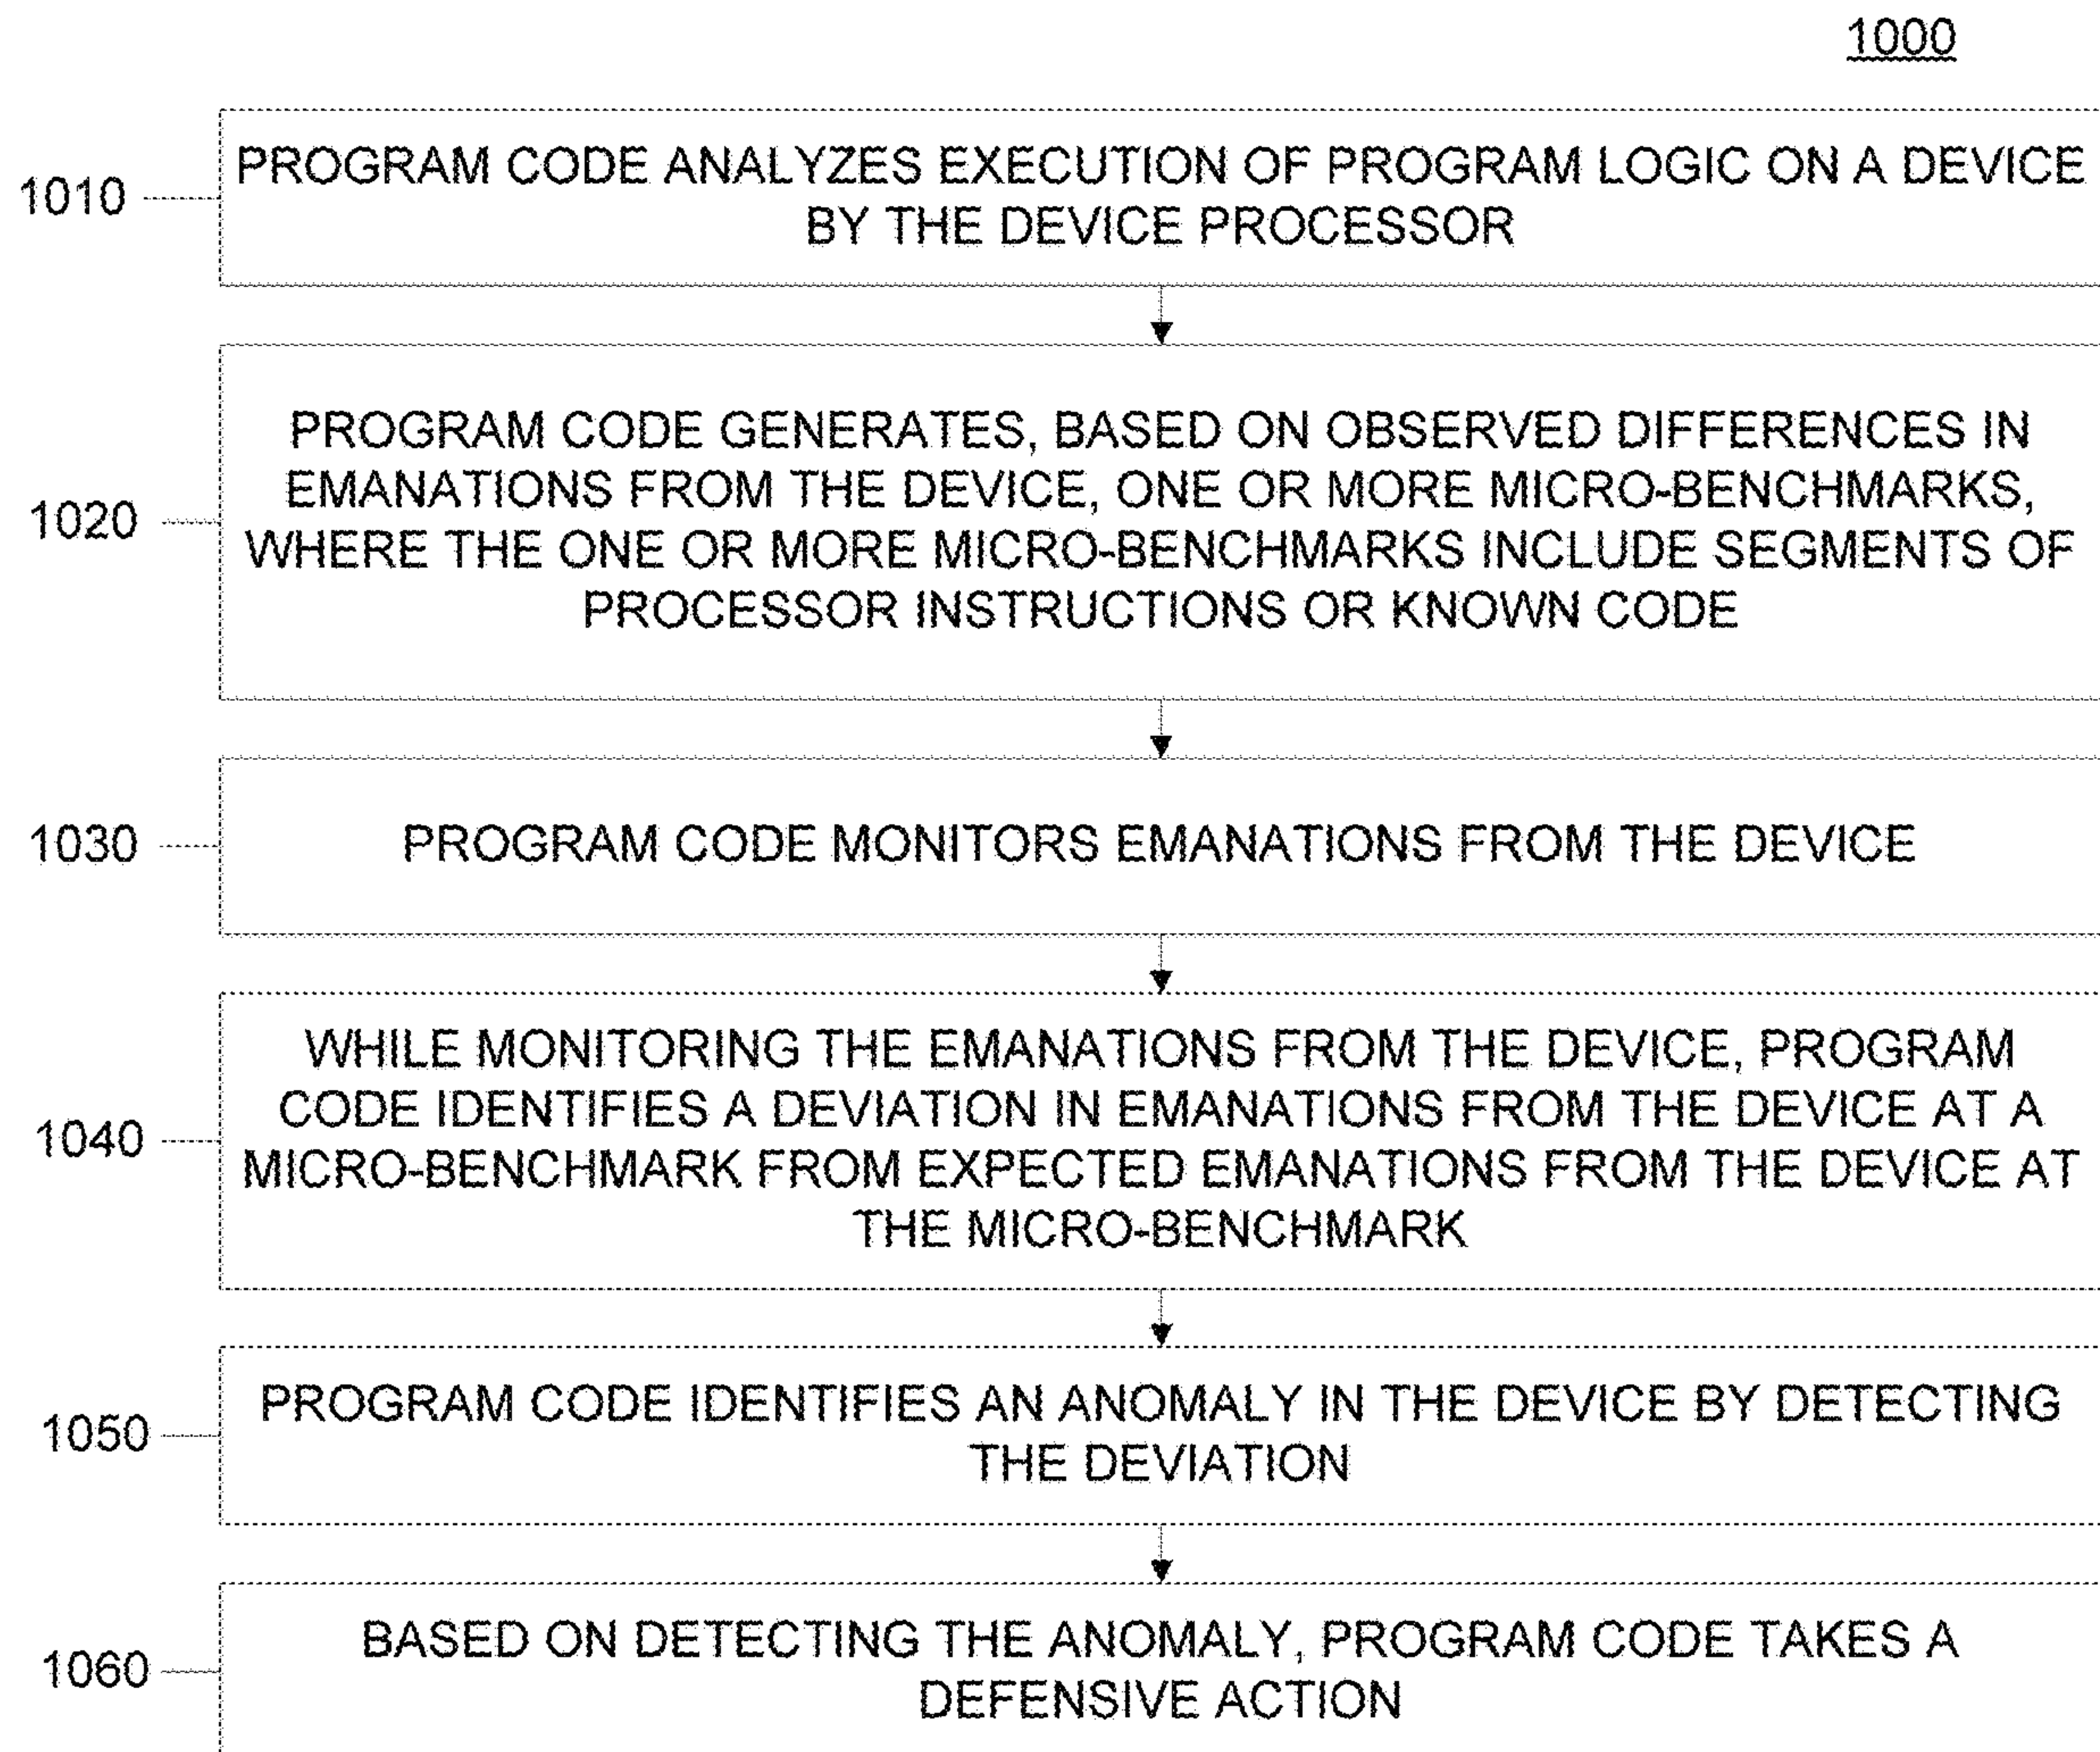 1000
1010
PROGRAM CODE ANALYZES EXECUTION OF PROGRAM LOGIC ON A DEVICE
BY THE DEVICE PROCESSOR
1020
PROGRAM CODE GENERATES, BASED ON OBSERVED DIFFERENCES IN
EMANATIONS FROM THE DEVICE, ONE OR MORE MICRO-BENCHMARKS,
WHERE THE ONE OR MORE MICRO-BENCHMARKS INCLUDE SEGMENTS OF
PROCESSOR INSTRUCTIONS OR KNOWN CODE
1030
PROGRAM CODE MONITORS EMANATIONS FROM THE DEVICE
1040
WHILE MONITORING THE EMANATIONS FROM THE DEVICE, PROGRAM
CODE IDENTIFIES A DEVIATION IN EMANATIONS FROM THE DEVICE AT A
MICRO-BENCHMARK FROM EXPECTED EMANATIONS FROM THE DEVICE AT
THE MICRO-BENCHMARK
1050
PROGRAM CODE IDENTIFIES AN ANOMALY IN THE DEVICE BY DETECTING
THE DEVIATION
1060
BASED ON DETECTING THE ANOMALY, PROGRAM CODE TAKES A
DEFENSIVE ACTION